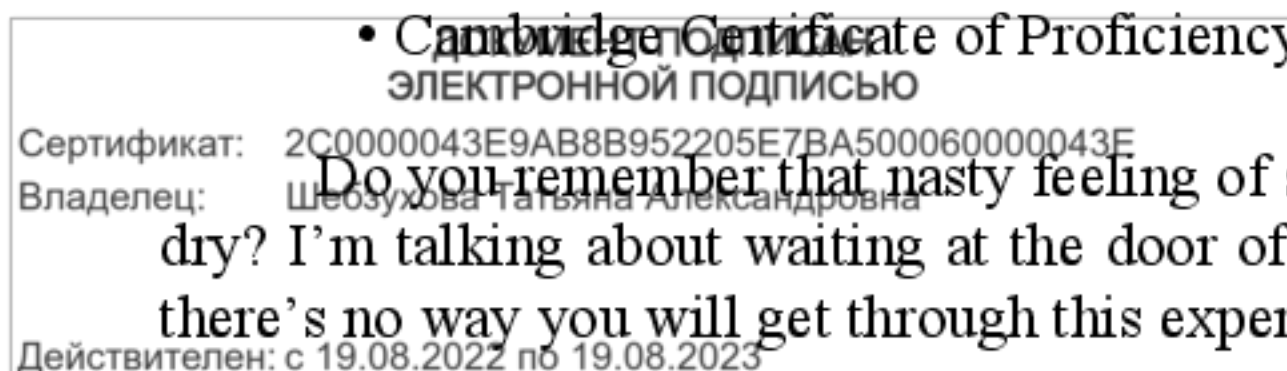 • Cambridge Certificate of Proficiency
ДОКУМЕНТ ПОДПИСАН
ЭЛЕКТРОННОЙ ПОДПИСЬЮ
Сертификат: 2C0000043E9AB8B952205E7BA500060000043E
Do you remember that nasty feeling of
Владелец: Шебзухова Татьяна Александровна
dry? I’m talking about waiting at the door of
there’s no way you will get through this
Действителен: с 19.08.2022 по 19.08.2023